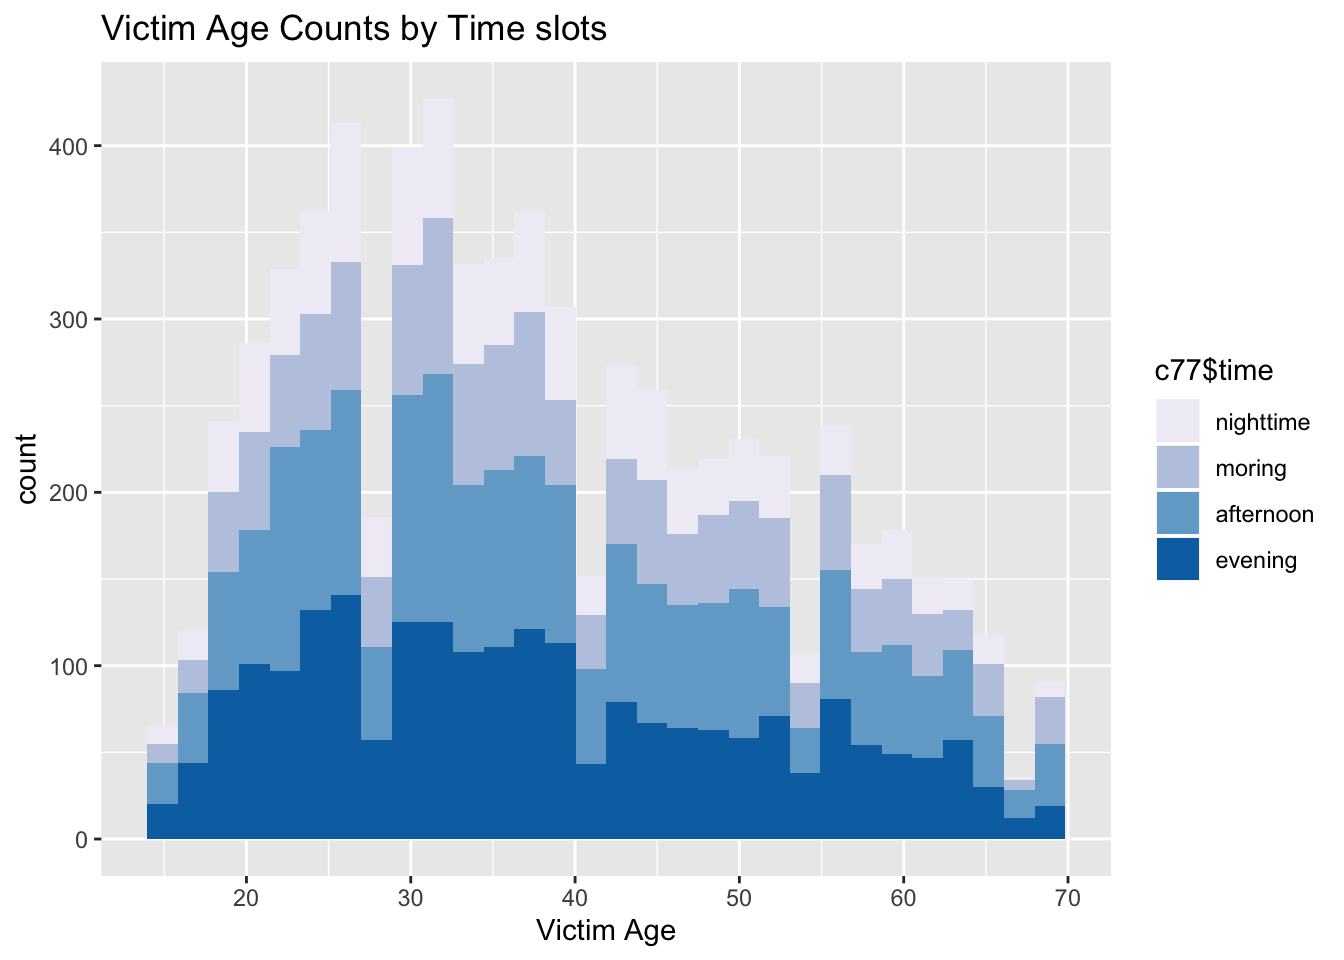 Victim Age Counts by Time slots
400
300
200
100
0
count
20 30 40 50 60 70
Victim Age
c77$time
nighttime
moring
afternoon
evening